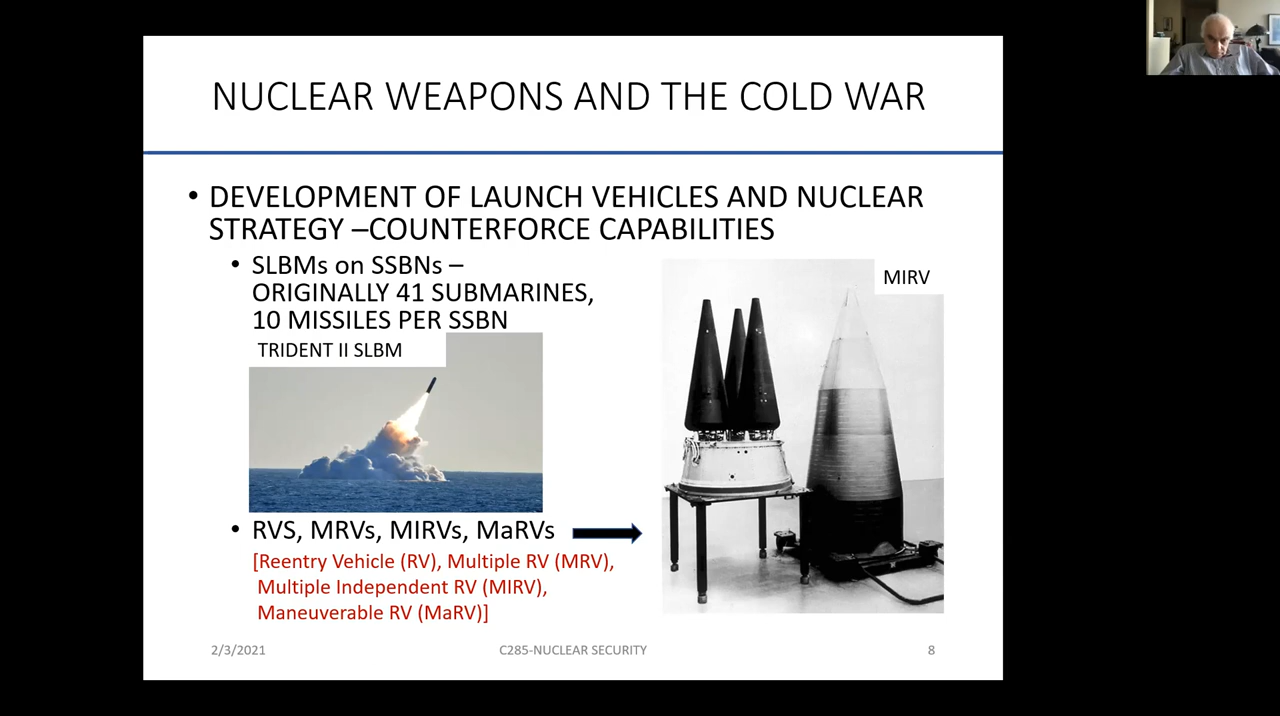 NUCLEAR WEAPONS AND THE COLD WAR
• DEVELOPMENT OF LAUNCH VEHICLES AND NUCLEAR
STRATEGY –COUNTERFORCE CAPABILITIES
• SLBMs on SSBNs –
ORIGINALLY 41 SUBMARINES,
10 MISSILES PER SSBN
TRIDENT II SLBM
MIRV
• RVS, MRVs, MIRVs, MaRVs
[Reentry Vehicle (RV), Multiple RV (MRV),
Multiple Independent RV (MIRV),
Maneuverable RV (MaRV)]
2/3/2021
C285-NUCLEAR SECURITY
8